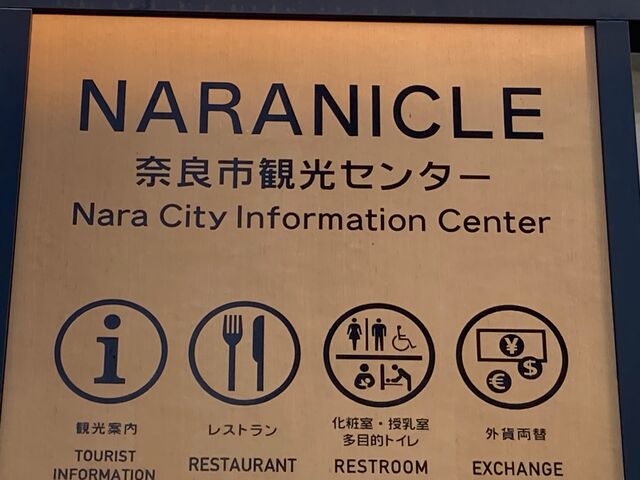 NARANICLE
奈良市観光センター
Nara City Information Center
i
¥
$
€
観光案内
TOURIST
INFORMATION
レストラン
RESTAURANT
化粧室・授乳室
多目的トイレ
RESTROOM
外貨両替
EXCHANGE